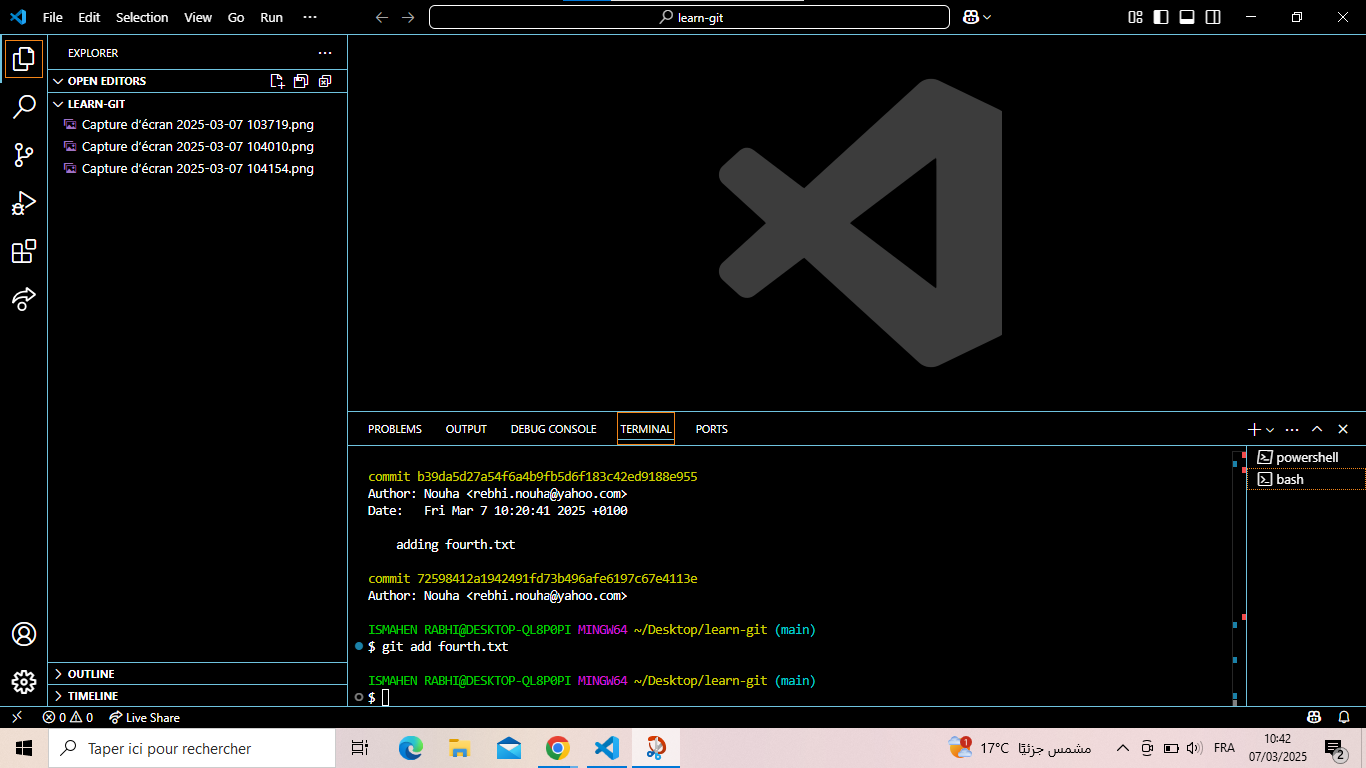 File Edit Selection View Go Run ···
learn-git
EXPLORER ···
OPEN EDITORS
LEARN-GIT
Capture d'écran 2025-03-07 103719.png
Capture d'écran 2025-03-07 104010.png
Capture d'écran 2025-03-07 104154.png
OUTLINE
TIMELINE
PROBLEMS OUTPUT DEBUG CONSOLE TERMINAL PORTS
commit b39da5d27a54f6a4b9fb5d6f183c42ed9188e955
Author: Nouha <rebhi.nouha@yahoo.com>
Date:   Fri Mar 7 10:20:41 2025 +0100
adding fourth.txt
commit 72598412a1942491fd73b496afe6197c67e4113e
Author: Nouha <rebhi.nouha@yahoo.com>
ISMAHEN RABHI@DESKTOP-QL8P0PI MINGW64 ~/Desktop/learn-git (main)
$ git add fourth.txt
ISMAHEN RABHI@DESKTOP-QL8P0PI MINGW64 ~/Desktop/learn-git (main)
$
powershell
bash
0 0 Live Share
Taper ici pour rechercher
1 17°C مشمس جزئيًا FRA
10:42
07/03/2025
2